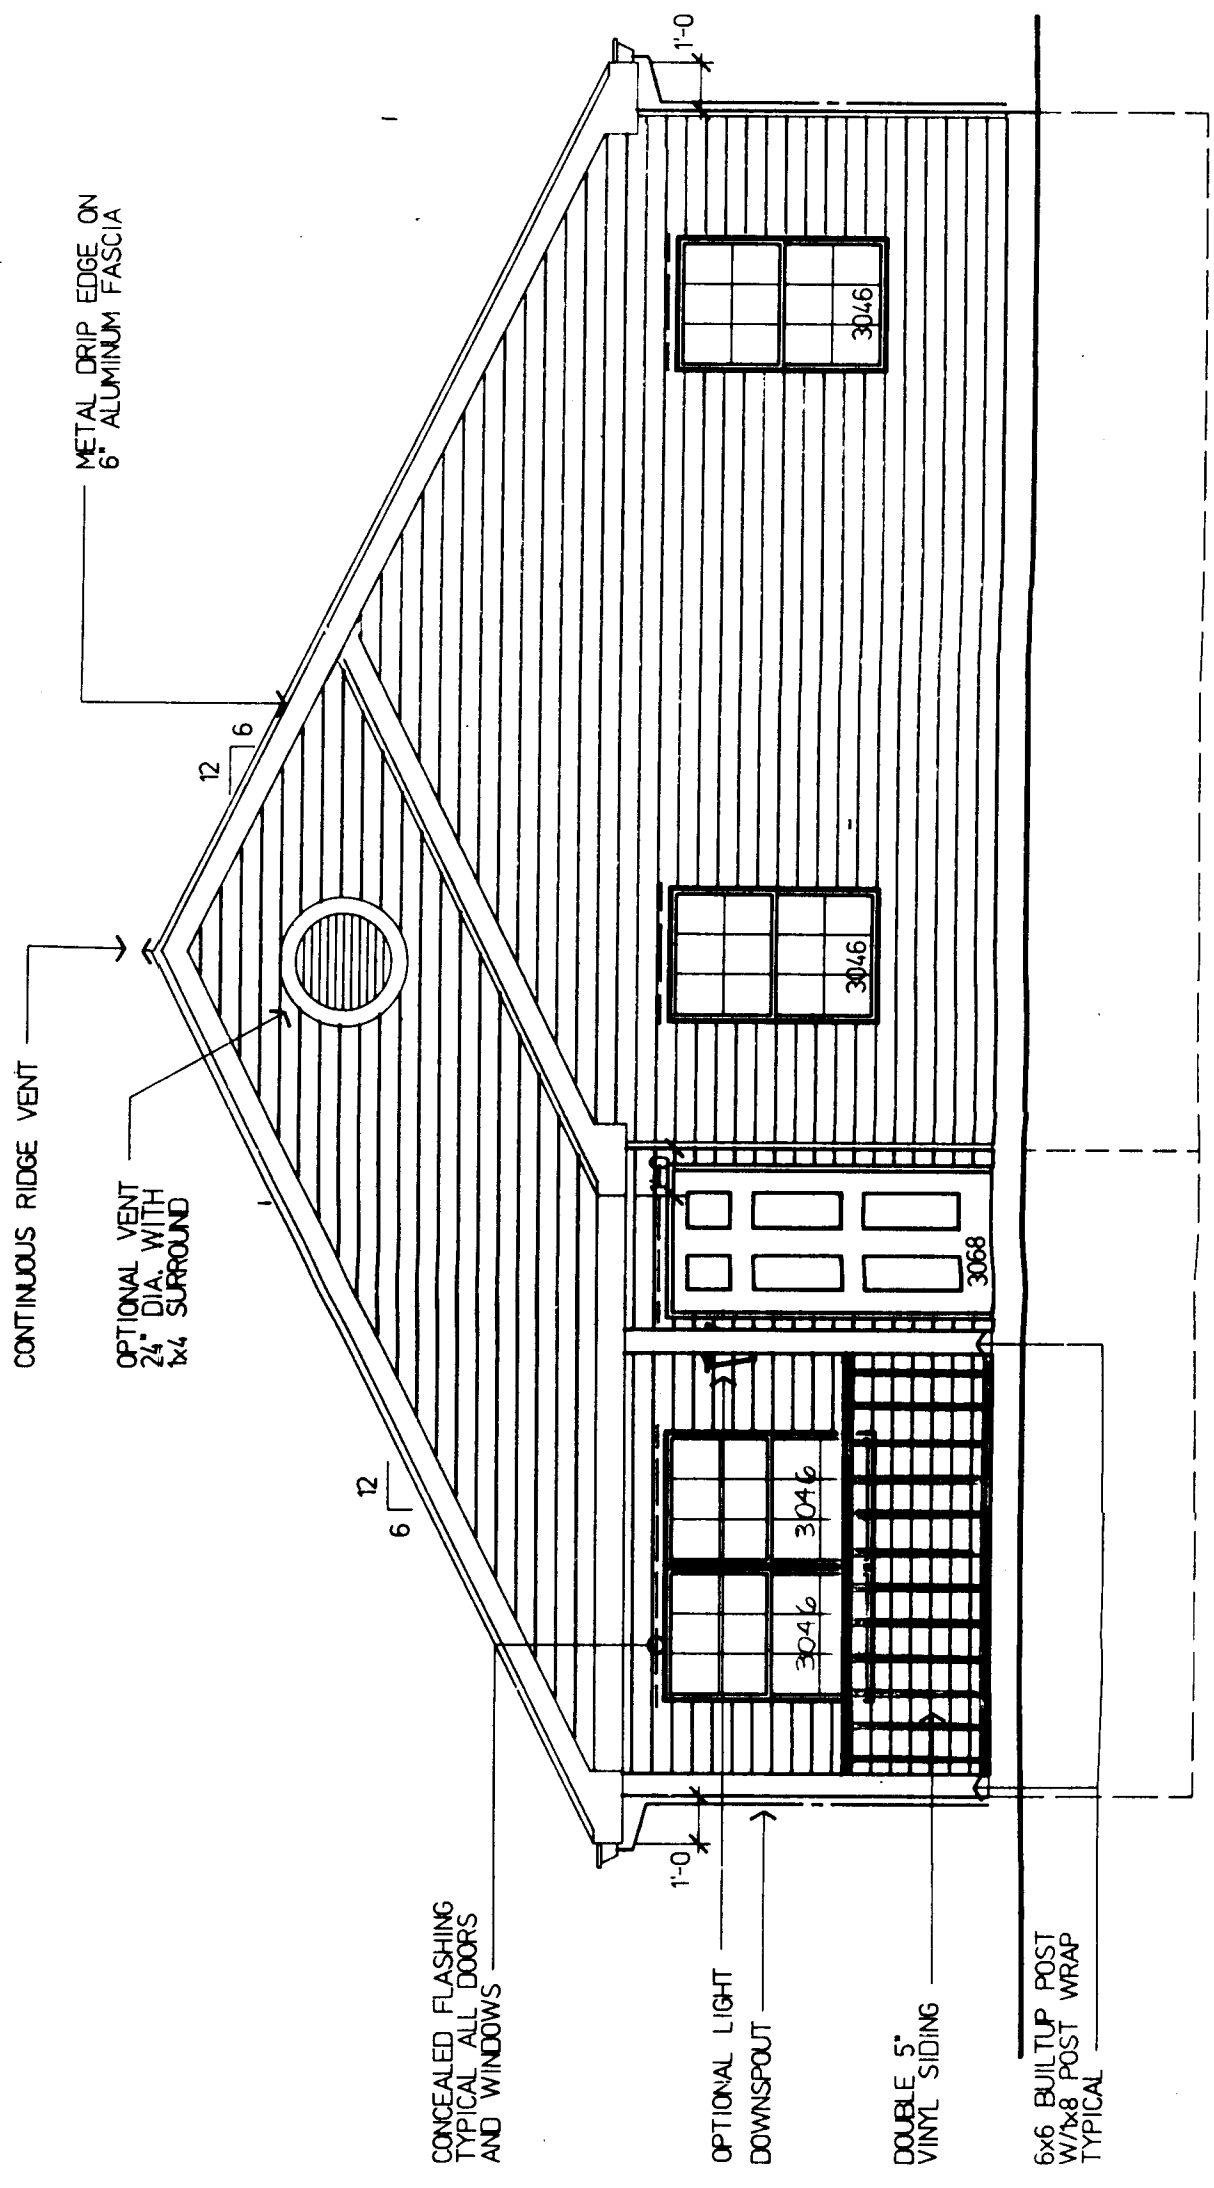 CONTINUOUS RIDGE VENT
METAL DRIP EDGE ON
6" ALUMINUM FASCIA
OPTIONAL VENT
24" DIA. WITH
1x4 SURROUND
12
6
12
6
CONCEALED FLASHING
TYPICAL ALL DOORS
AND WINDOWS
1'-0
1'-0
3046
3046
3046
3046
3068
OPTIONAL LIGHT
DOWNSPOUT
DOUBLE 5"
VINYL SIDING
6x6 BUILTUP POST
W/1x8 POST WRAP
TYPICAL